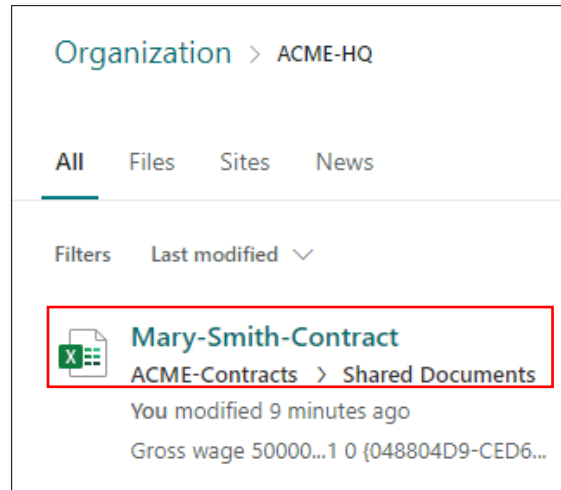 Organization > ACME-HQ
All Files Sites News
Filters Last modified
Mary-Smith-Contract
ACME-Contracts > Shared Documents
You modified 9 minutes ago
Gross wage 50000...1 0 {048804D9-CED6...